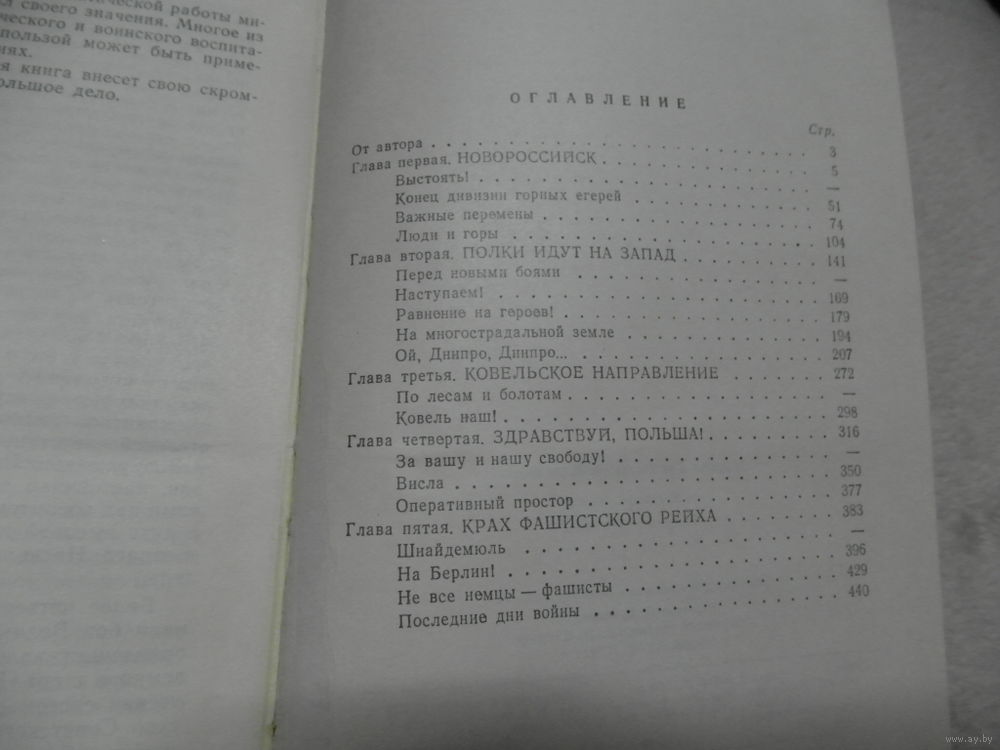 ической работы ми-
л своего значения. Многое из
ческого и воинского воспита-
пользой может быть приме-
иях.
я книга внесет свою скром-
ольшое дело.
ОГЛАВЛЕНИЕ
Стр.
От автора . . . . . . . . . . . . . . . . 3
Глава первая. НОВОРОССИЙСК . . . . . . . . . . 5
Выстоять! . . . . . . . . . . . . . . . —
Конец дивизии горных егерей . . . . . . . . . 51
Важные перемены . . . . . . . . . . . . . 74
Люди и горы . . . . . . . . . . . . . . 104
Глава вторая. ПОЛКИ ИДУТ НА ЗАПАД . . . . . . . 141
Перед новыми боями . . . . . . . . . . . . —
Наступаем! . . . . . . . . . . . . . . . 169
Равнение на героев! . . . . . . . . . . . . 179
На многострадальной земле . . . . . . . . . 194
Ой, Днипро, Днипро... . . . . . . . . . . . 207
Глава третья. КОВЕЛЬСКОЕ НАПРАВЛЕНИЕ . . . . . . 272
По лесам и болотам . . . . . . . . . . . . —
Ковель наш! . . . . . . . . . . . . . . 298
Глава четвертая. ЗДРАВСТВУЙ, ПОЛЬША! . . . . . . 316
За вашу и нашу свободу! . . . . . . . . . . —
Висла . . . . . . . . . . . . . . . . 350
Оперативный простор . . . . . . . . . . . 377
Глава пятая. КРАХ ФАШИСТСКОГО РЕЙХА . . . . . . 383
Шнайдемюль . . . . . . . . . . . . . . —
На Берлин! . . . . . . . . . . . . . . 396
Не все немцы — фашисты . . . . . . . . . . 429
Последние дни войны . . . . . . . . . . . 440
www.ay.by